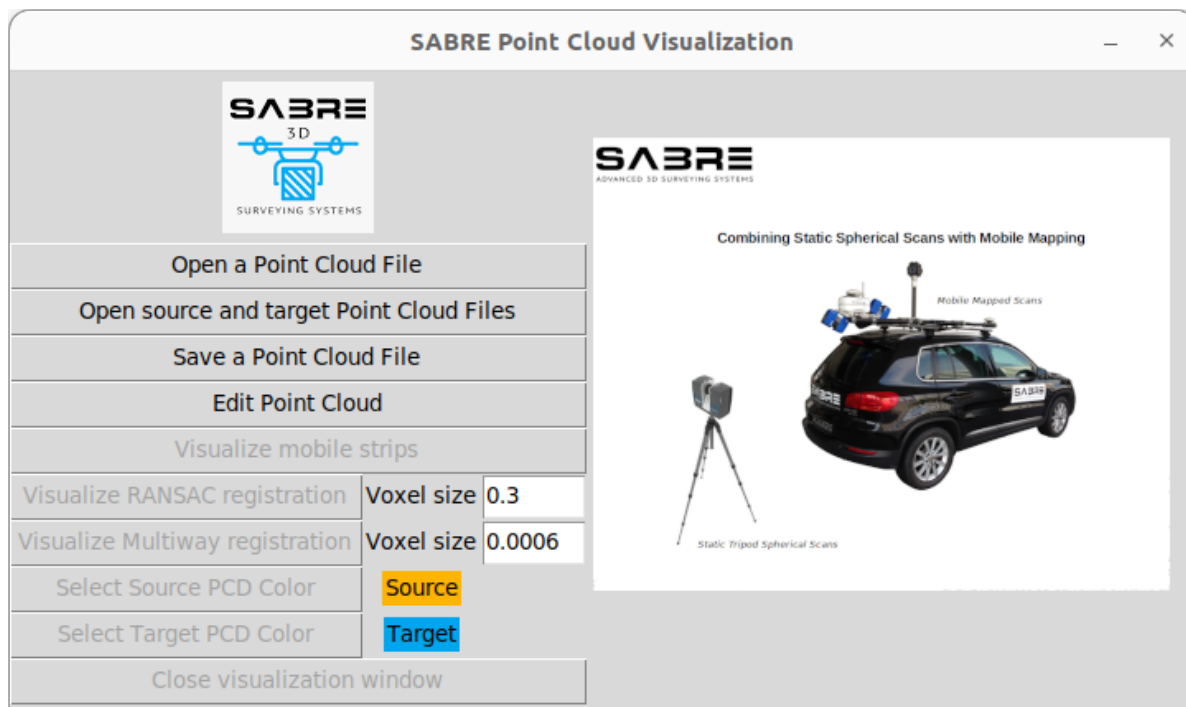 SABRE Point Cloud Visualization
SABRE
3D
SURVEYING SYSTEMS
Open a Point Cloud File
Open source and target Point Cloud Files
Save a Point Cloud File
Edit Point Cloud
Visualize mobile strips
Visualize RANSAC registration Voxel size 0.3
Visualize Multiway registration Voxel size 0.0006
Select Source PCD Color Source
Select Target PCD Color Target
Close visualization window
SABRE
ADVANCED 3D SURVEYING SYSTEMS
Combining Static Spherical Scans with Mobile Mapping
Mobile Mapped Scans
SABRE
SABRE
Static Tripod Spherical Scans